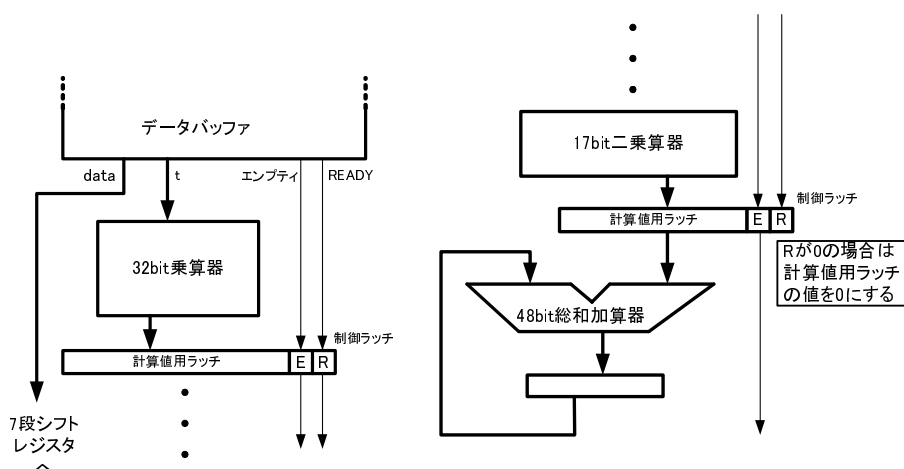 データバッファ
data
t
エンプティ
READY
32bit乗算器
制御ラッチ
計算値用ラッチ
E
R
7段シフト
レジスタ
へ
17bit二乗算器
制御ラッチ
計算値用ラッチ
E
R
Rが0の場合は
計算値用ラッチ
の値を0にする
48bit総和加算器